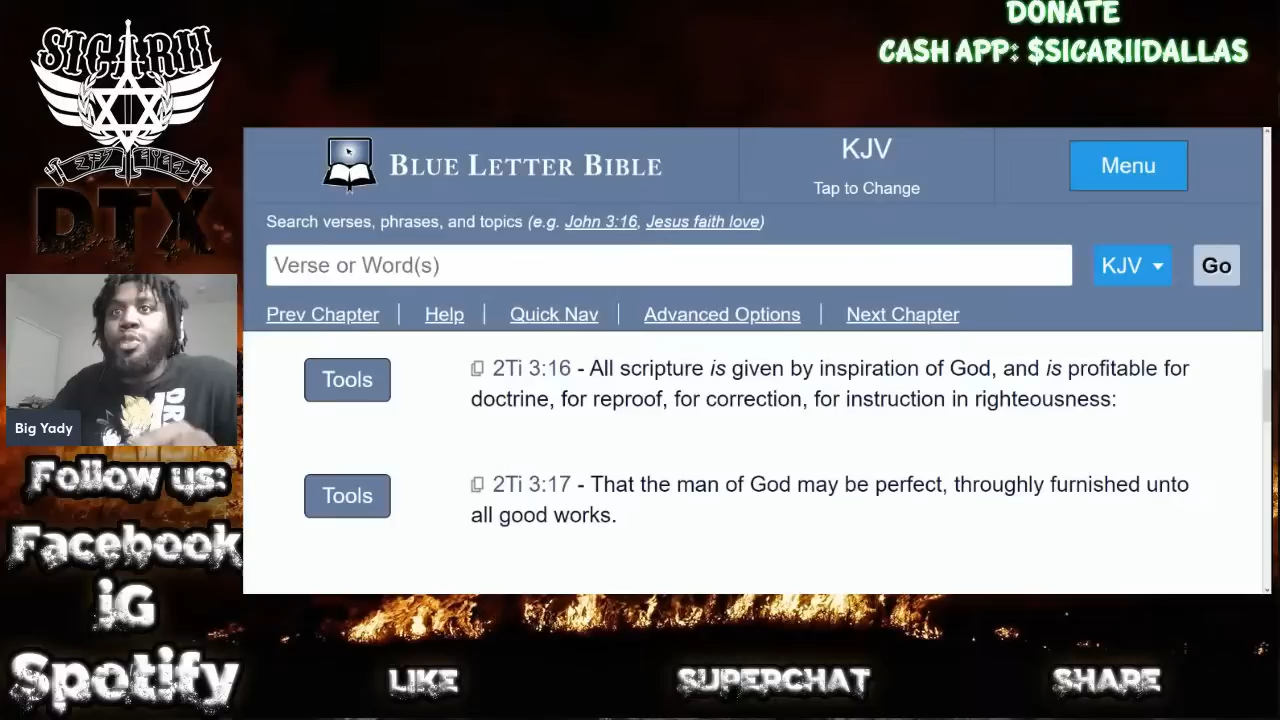 SICARII
DTX
DONATE
CASH APP: $SICARIIDALLAS
BLUE LETTER BIBLE
KJV
Tap to Change
Menu
Search verses, phrases, and topics (e.g. John 3:16, Jesus faith love)
Verse or Word(s)
KJV
Go
Prev Chapter
Help
Quick Nav
Advanced Options
Next Chapter
Tools
2Ti 3:16 - All scripture is given by inspiration of God, and is profitable for
doctrine, for reproof, for correction, for instruction in righteousness:
Tools
2Ti 3:17 - That the man of God may be perfect, throughly furnished unto
all good works.
DR
Big Yady
Follow us:
Facebook
iG
Spotify
LIKE
SUPERCHAT
SHARE